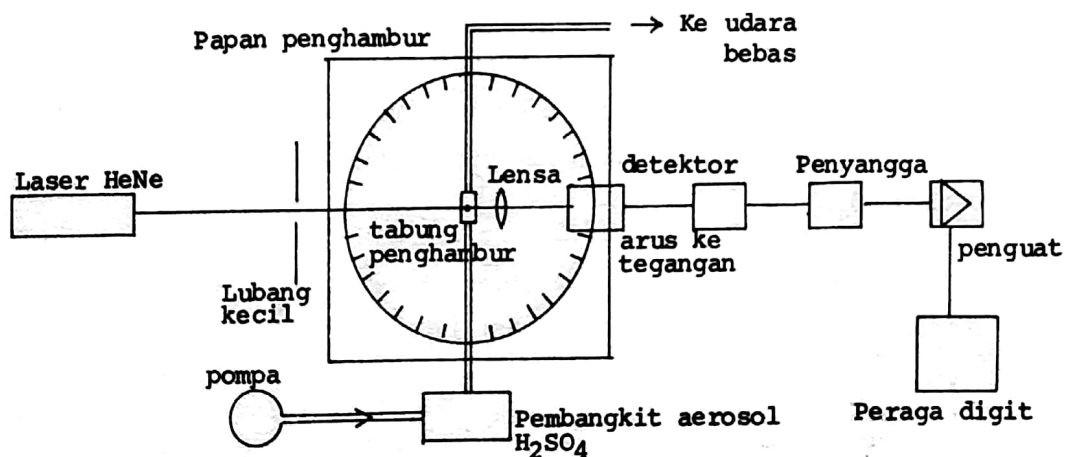 Papan penghambur
Ke udara
bebas
Laser HeNe
Lensa
detektor
Penyangga
tabung
penghambur
arus ke
tegangan
penguat
Lubang
kecil
pompa
Pembangkit aerosol
H₂SO₄
Peraga digit